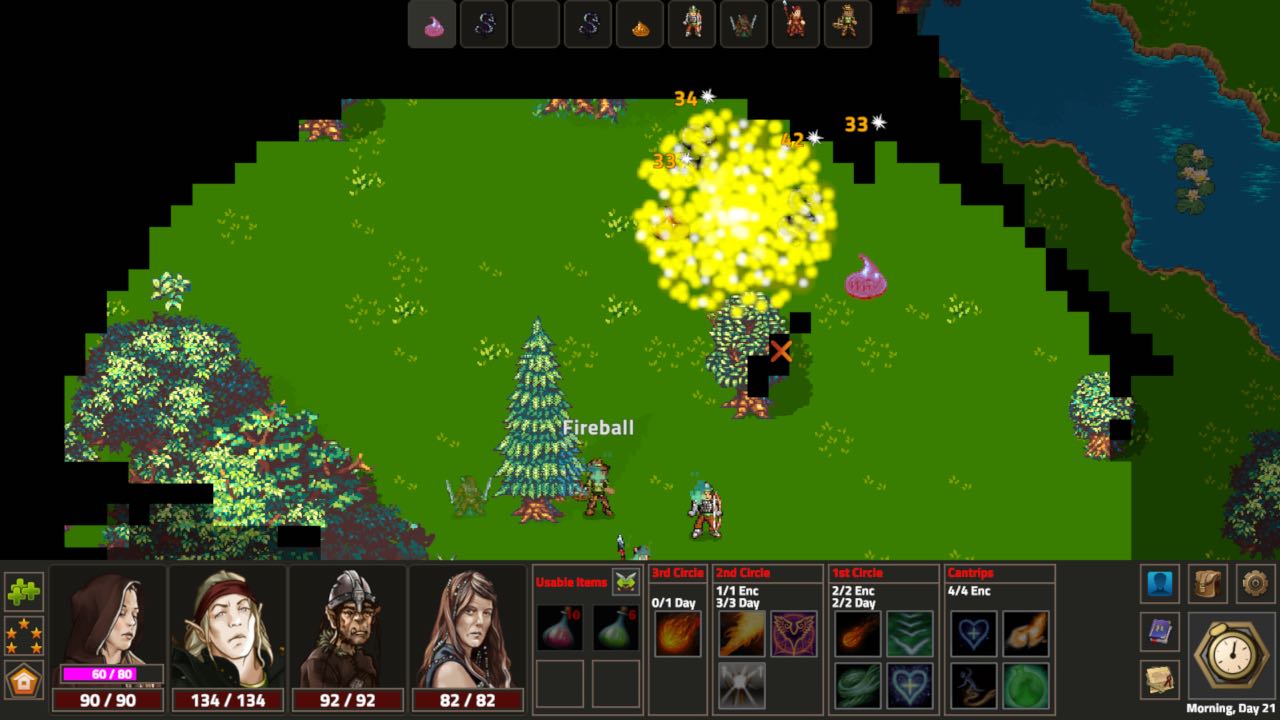 34
42
33
33
Fireball
Usable Items
10
6
3rd Circle
0/1 Day
2nd Circle
1/1 Enc
3/3 Day
1st Circle
2/2 Enc
2/2 Day
Cantrips
4/4 Enc
60 / 80
90 / 90
134 / 134
92 / 92
82 / 82
Morning, Day 21